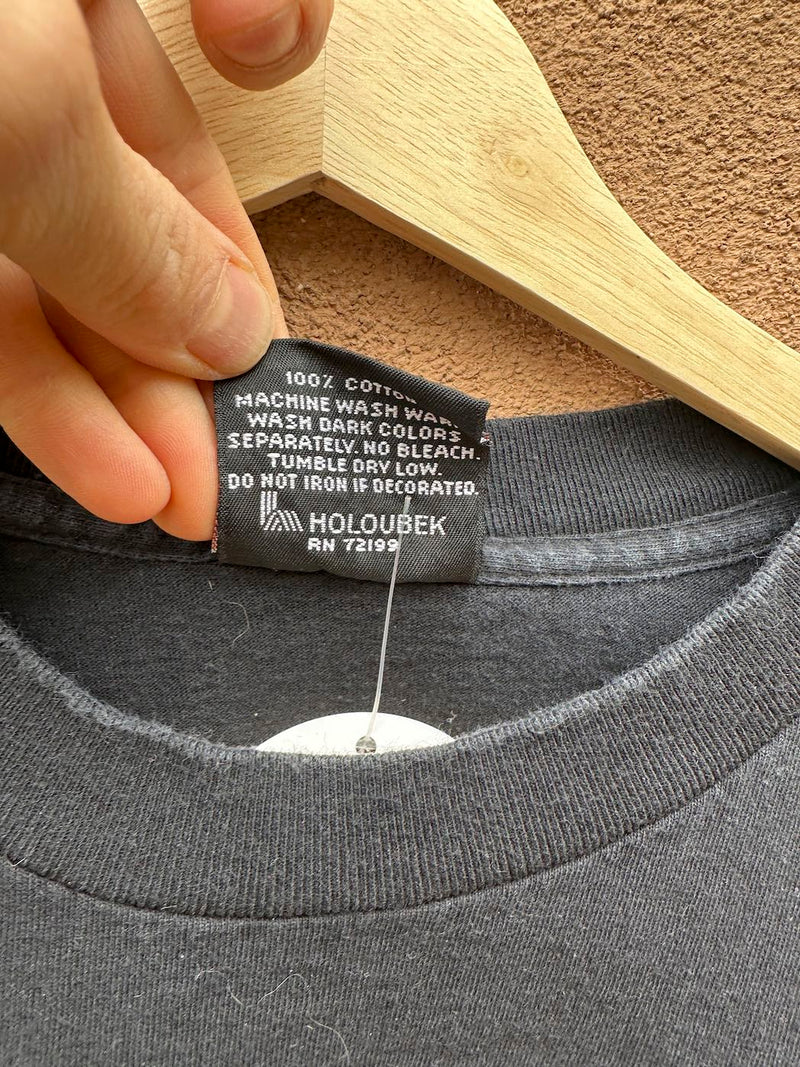 100% COTTON
MACHINE WASH WAR
WASH DARK COLORS
SEPARATELY. NO BLEACH.
TUMBLE DRY LOW.
DO NOT IRON IF DECORATED.
HOLOUBEK
RN 72199